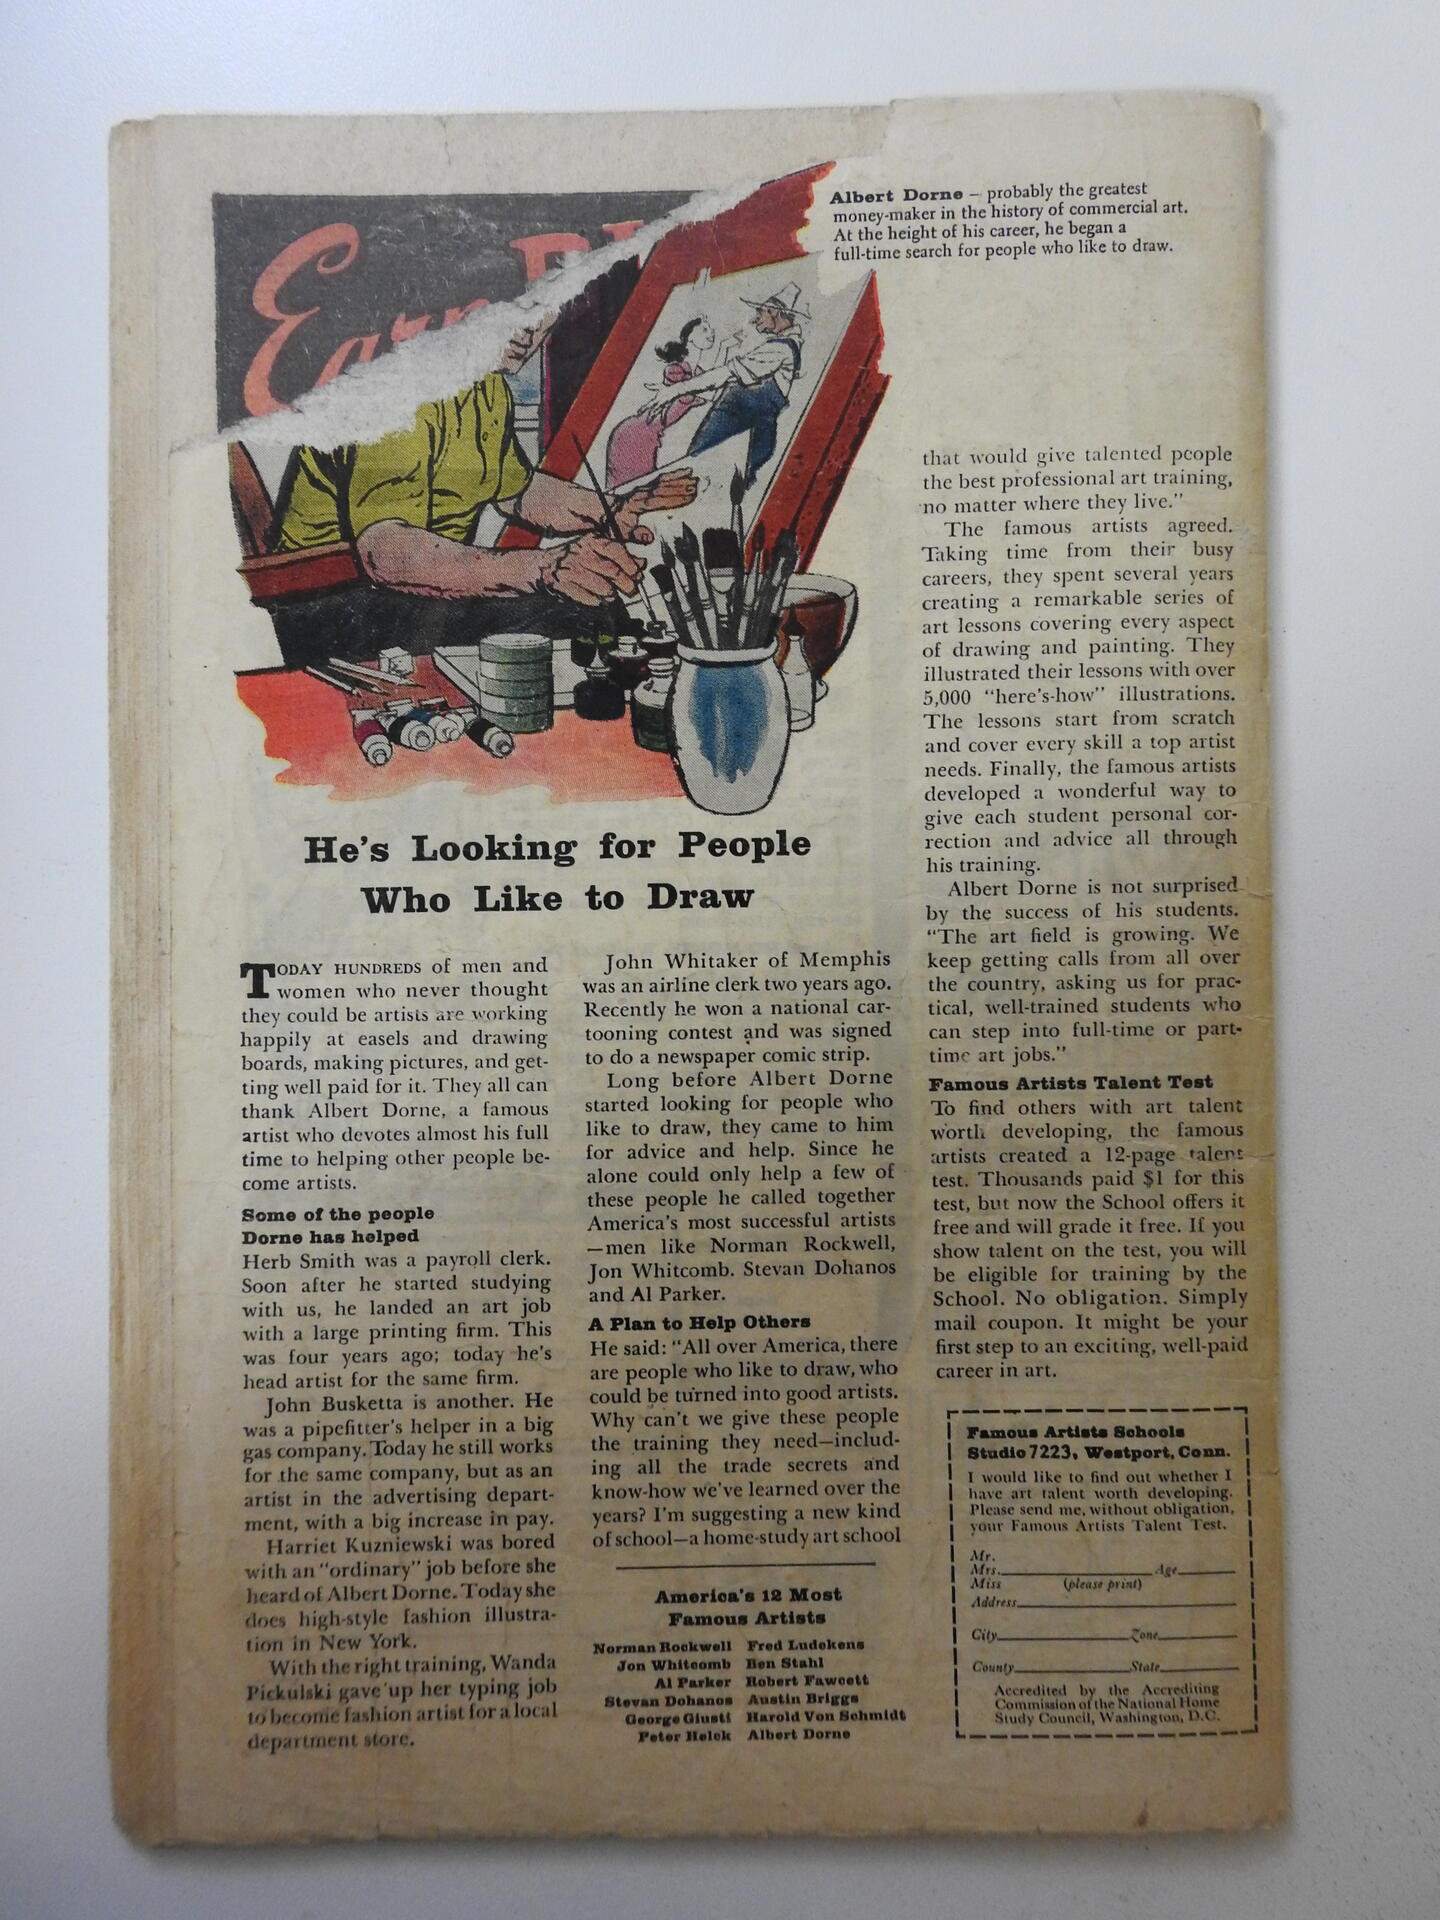 Earn
Albert Dorne – probably the greatest
money-maker in the history of commercial art.
At the height of his career, he began a
full-time search for people who like to draw.
He's Looking for People
Who Like to Draw
TODAY HUNDREDS of men and
women who never thought
they could be artists are working
happily at easels and drawing
boards, making pictures, and get-
ting well paid for it. They all can
thank Albert Dorne, a famous
artist who devotes almost his full
time to helping other people be-
come artists.
Some of the people
Dorne has helped
Herb Smith was a payroll clerk.
Soon after he started studying
with us, he landed an art job
with a large printing firm. This
was four years ago; today he's
head artist for the same firm.
John Busketta is another. He
was a pipefitter's helper in a big
gas company. Today he still works
for the same company, but as an
artist in the advertising depart-
ment, with a big increase in pay.
Harriet Kuzniewski was bored
with an "ordinary" job before she
heard of Albert Dorne. Today she
does high-style fashion illustra-
tion in New York.
With the right training, Wanda
Pickulski gave up her typing job
to become fashion artist for a local
department store.
John Whitaker of Memphis
was an airline clerk two years ago.
Recently he won a national car-
tooning contest and was signed
to do a newspaper comic strip.
Long before Albert Dorne
started looking for people who
like to draw, they came to him
for advice and help. Since he
alone could only help a few of
these people he called together
America's most successful artists
—men like Norman Rockwell,
Jon Whitcomb. Stevan Dohanos
and Al Parker.
A Plan to Help Others
He said: "All over America, there
are people who like to draw, who
could be turned into good artists.
Why can't we give these people
the training they need—includ-
ing all the trade secrets and
know-how we've learned over the
years? I'm suggesting a new kind
of school—a home-study art school
America's 12 Most
Famous Artists
Norman Rockwell Fred Ludekens
Jon Whitcomb Ben Stahl
Al Parker Robert Fawcett
Stevan Dohanos Austin Briggs
George Giusti Harold Von Schmidt
Peter Helck Albert Dorne
that would give talented people
the best professional art training,
no matter where they live."
The famous artists agreed.
Taking time from their busy
careers, they spent several years
creating a remarkable series of
art lessons covering every aspect
of drawing and painting. They
illustrated their lessons with over
5,000 "here's-how" illustrations.
The lessons start from scratch
and cover every skill a top artist
needs. Finally, the famous artists
developed a wonderful way to
give each student personal cor-
rection and advice all through
his training.
Albert Dorne is not surprised
by the success of his students.
"The art field is growing. We
keep getting calls from all over
the country, asking us for prac-
tical, well-trained students who
can step into full-time or part-
time art jobs."
Famous Artists Talent Test
To find others with art talent
worth developing, the famous
artists created a 12-page talent
test. Thousands paid $1 for this
test, but now the School offers it
free and will grade it free. If you
show talent on the test, you will
be eligible for training by the
School. No obligation. Simply
mail coupon. It might be your
first step to an exciting, well-paid
career in art.
Famous Artists Schools
Studio 7223, Westport, Conn.
I would like to find out whether I
have art talent worth developing.
Please send me, without obligation,
your Famous Artists Talent Test.
Mr.
Mrs. Age
Miss (please print)
Address
City Zone
County State
Accredited by the Accrediting
Commission of the National Home
Study Council, Washington, D.C.